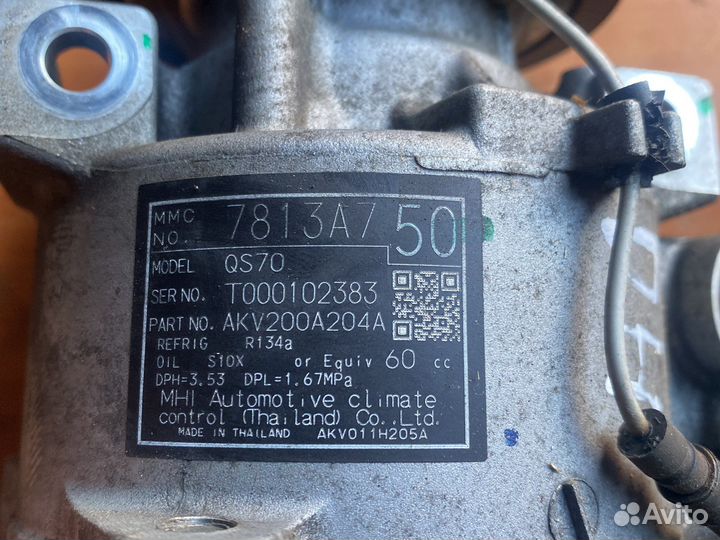 MMC NO. 7813A750
MODEL QS70
SER NO. T000102383
PART NO. AKV200A204A
REFRIG R134a
OIL S10X or Equiv 60 cc
DPH=3.53 DPL=1.67MPa
MHI Automotive climate
control (Thailand) Co.,Ltd.
MADE IN THAILAND AKV011H205A
Avito